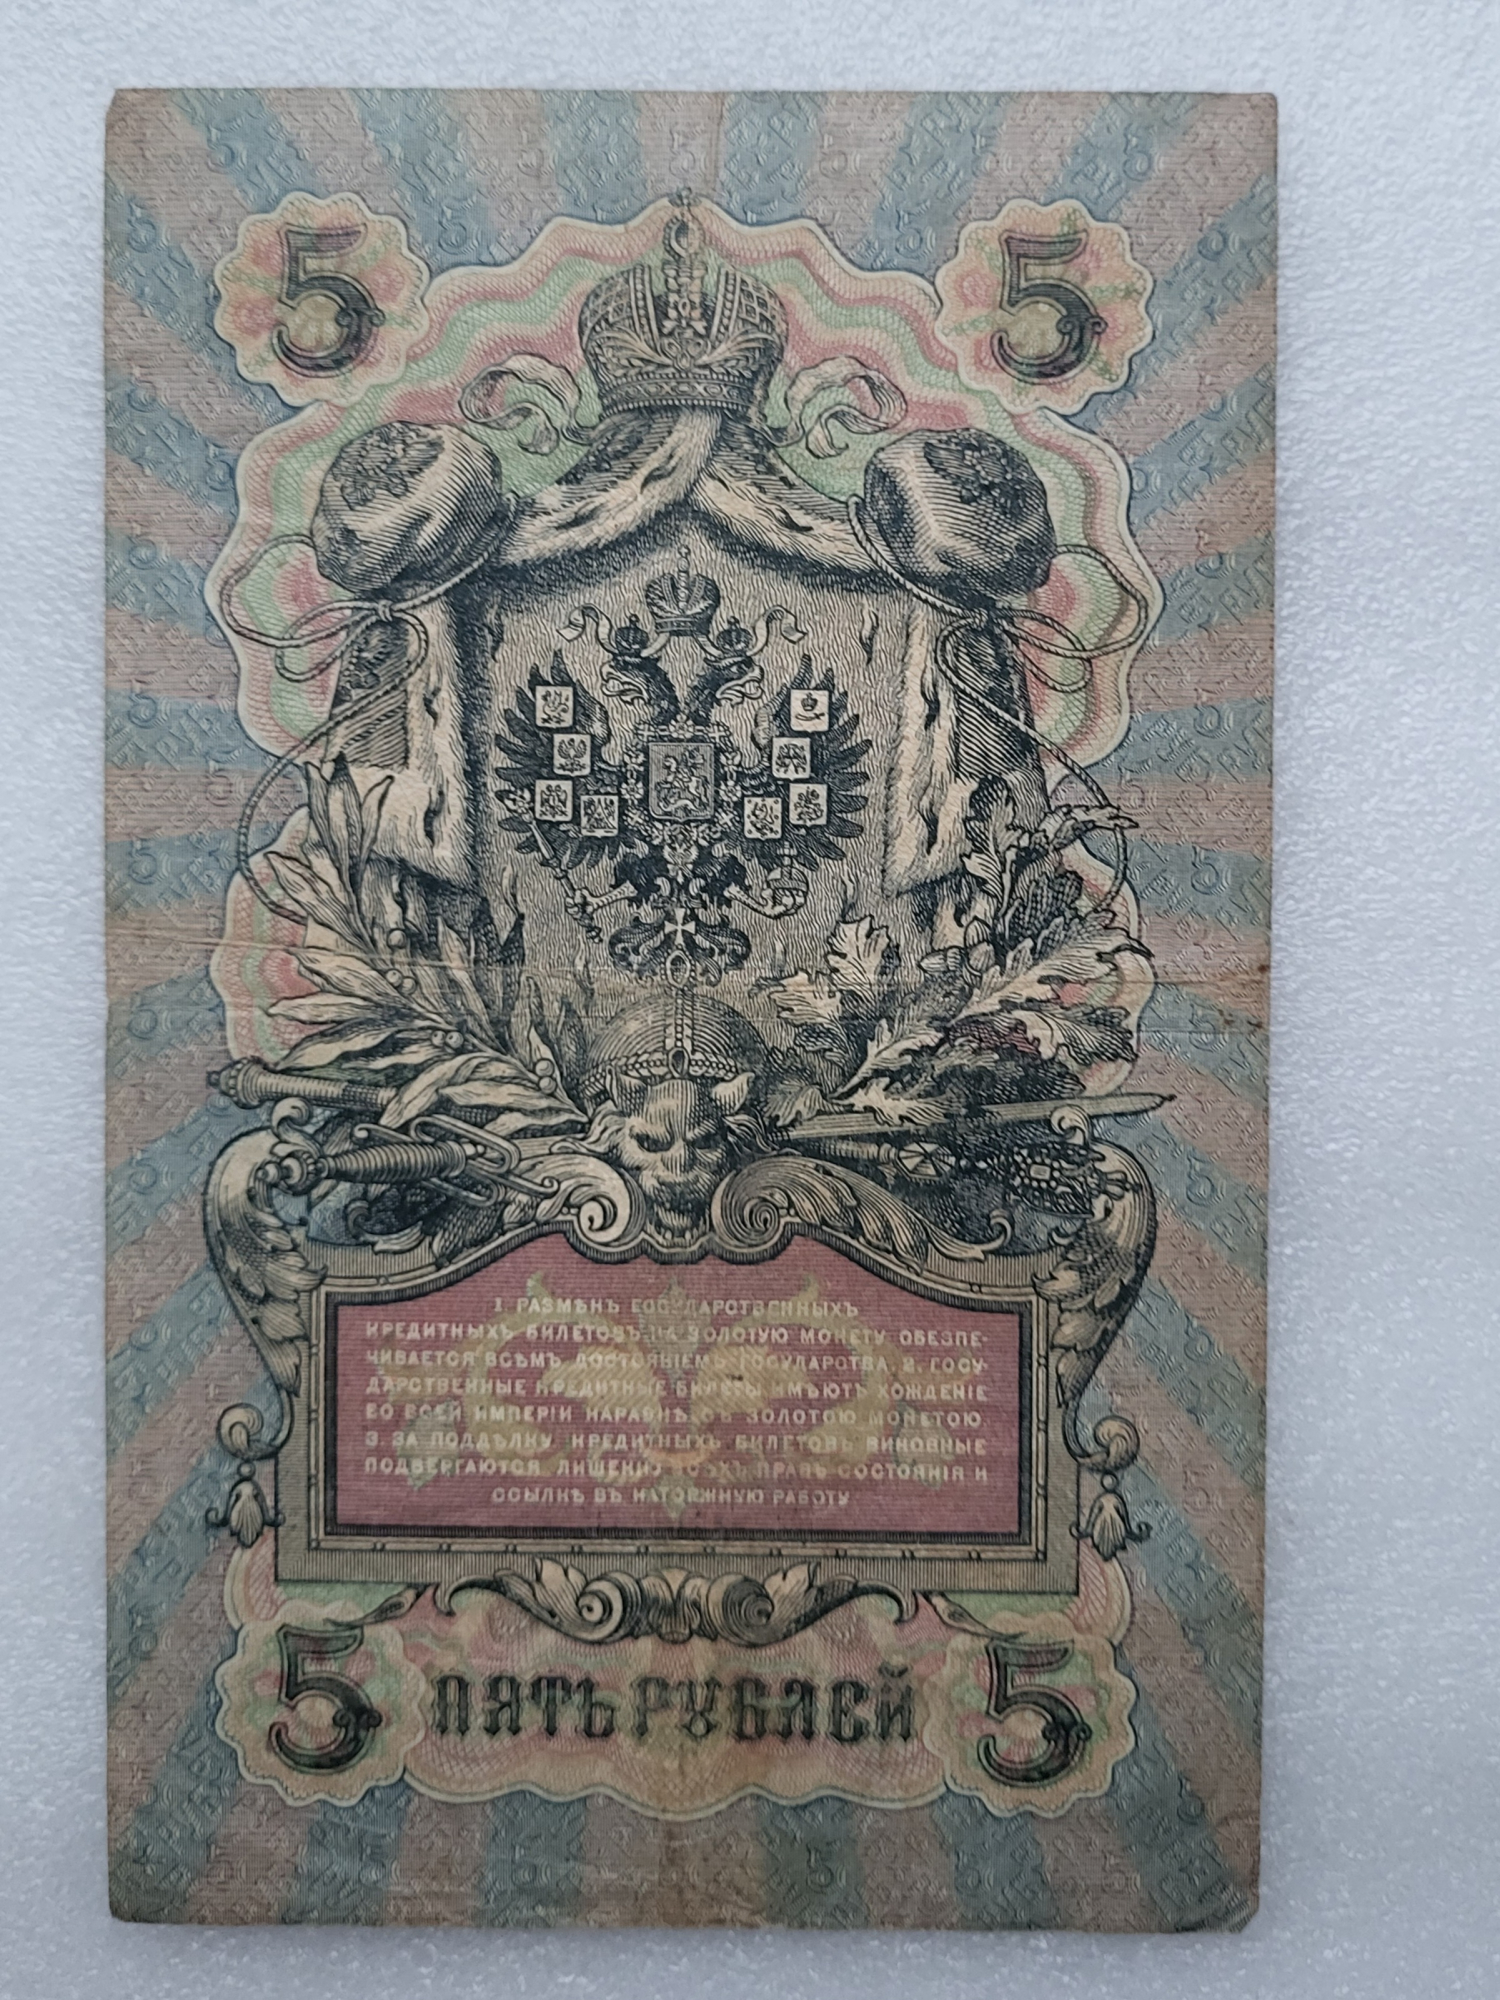 5 5
1. РАЗМѢНЪ ГОСУДАРСТВЕННЫХЪ
КРЕДИТНЫХЪ БИЛЕТОВЪ НА ЗОЛОТУЮ МОНЕТУ ОБЕЗПЕ-
ЧИВАЕТСЯ ВСѢМЪ ДОСТОЯНІЕМЪ ГОСУДАРСТВА. 2. ГОСУ-
ДАРСТВЕННЫЕ КРЕДИТНЫЕ БИЛЕТЫ ИМѢЮТЪ ХОЖДЕНІЕ
ВО ВСЕЙ ИМПЕРІИ НАРАВНѢ СЪ ЗОЛОТОЮ МОНЕТОЮ.
3. ЗА ПОДДѢЛКУ КРЕДИТНЫХЪ БИЛЕТОВЪ ВИНОВНЫЕ
ПОДВЕРГАЮТСЯ ЛИШЕНІЮ ВСѢХЪ ПРАВЪ СОСТОЯНІЯ И
ССЫЛКѢ ВЪ КАТОРЖНУЮ РАБОТУ
5 ПЯТЬ РУБЛЕЙ 5